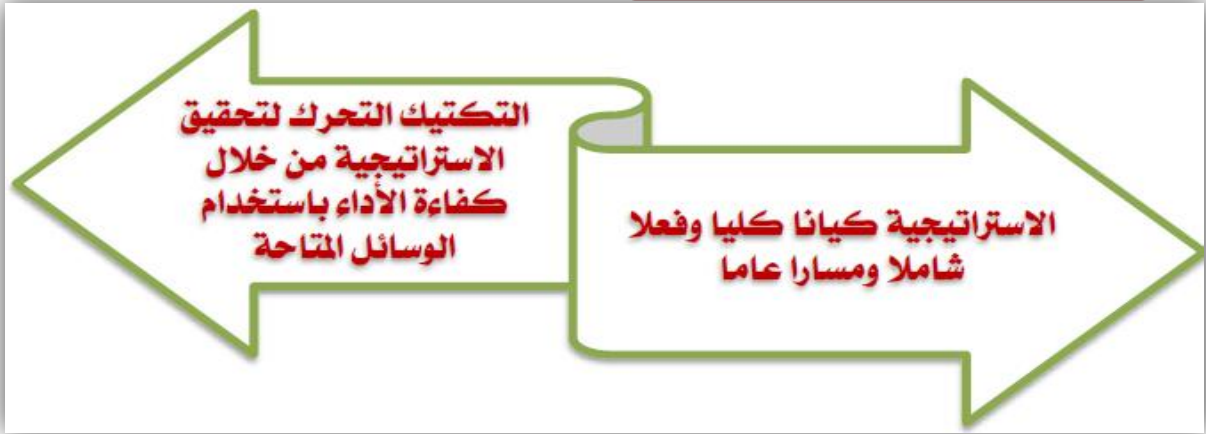 الاستراتيجية كيانا كليا وفعلا
شاملا ومسارا عاما
التكتيك التحرك لتحقيق
الاستراتيجية من خلال
كفاءة الأداء باستخدام
الوسائل المتاحة